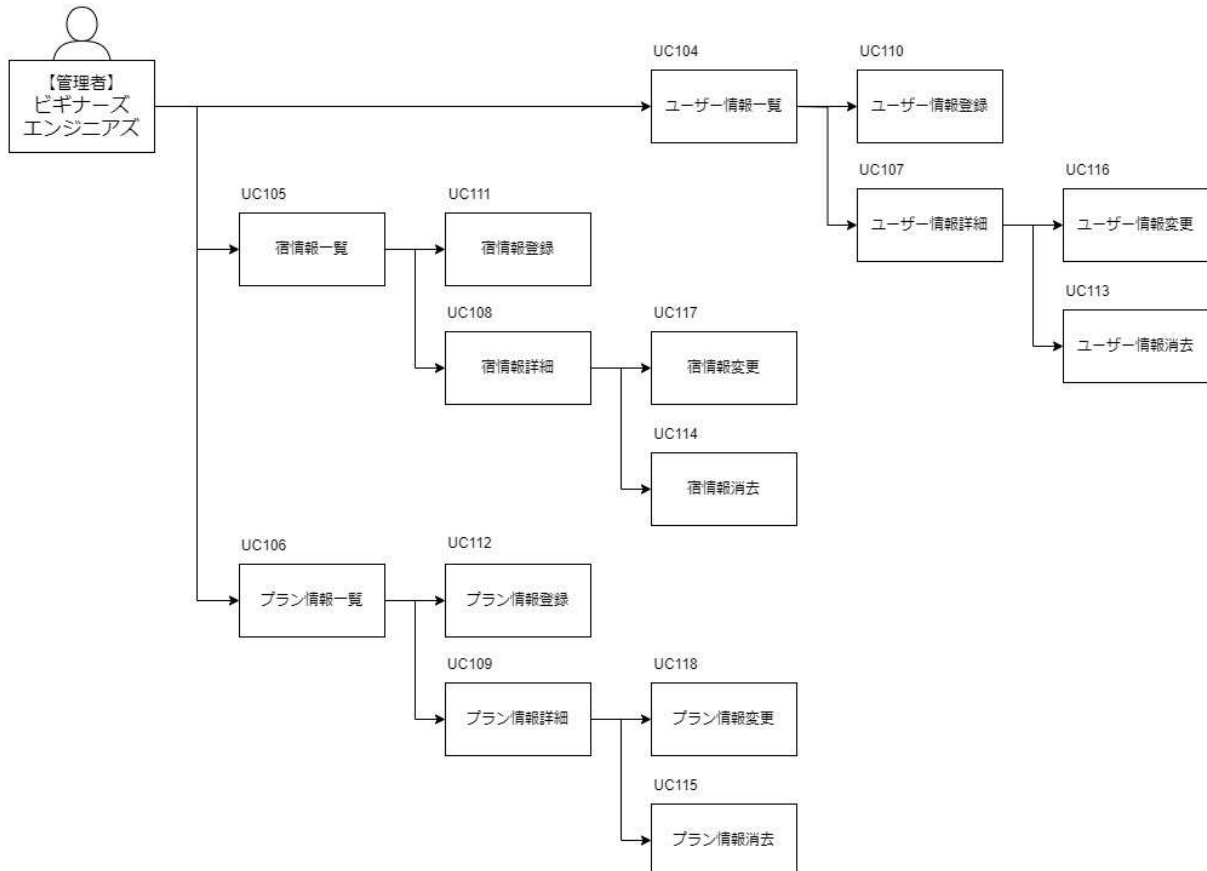 【管理者】
ビギナーズ
エンジニアズ
UC104
ユーザー情報一覧
UC110
ユーザー情報登録
UC107
ユーザー情報詳細
UC116
ユーザー情報変更
UC113
ユーザー情報消去
UC105
宿情報一覧
UC111
宿情報登録
UC108
宿情報詳細
UC117
宿情報変更
UC114
宿情報消去
UC106
プラン情報一覧
UC112
プラン情報登録
UC109
プラン情報詳細
UC118
プラン情報変更
UC115
プラン情報消去